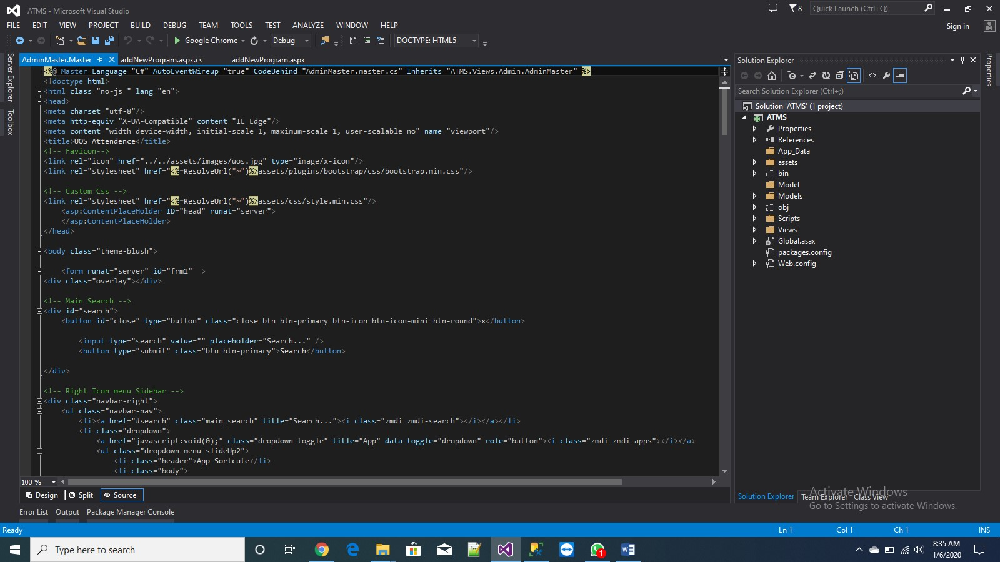 ATMS - Microsoft Visual Studio
8
Quick Launch (Ctrl+Q)
FILE EDIT VIEW PROJECT BUILD DEBUG TEAM TOOLS TEST ANALYZE WINDOW HELP
Sign in
Google Chrome Debug DOCTYPE: HTML5
Server Explorer
Toolbox
AdminMaster.Master addNewProgram.aspx.cs addNewProgram.aspx
<%@ Master Language="C#" AutoEventWireup="true" CodeBehind="AdminMaster.master.cs" Inherits="ATMS.Views.Admin.AdminMaster" %>
<!doctype html>
<html class="no-js " lang="en">
<head>
<meta charset="utf-8"/>
<meta http-equiv="X-UA-Compatible" content="IE=Edge"/>
<meta content="width=device-width, initial-scale=1, maximum-scale=1, user-scalable=no" name="viewport"/>
<title>UOS Attendence</title>
<!-- Favicon-->
<link rel="icon" href="../../assets/images/uos.jpg" type="image/x-icon"/>
<link rel="stylesheet" href="<%=ResolveUrl("~")%>assets/plugins/bootstrap/css/bootstrap.min.css"/>
<!-- Custom Css -->
<link rel="stylesheet" href="<%=ResolveUrl("~")%>assets/css/style.min.css"/>
<asp:ContentPlaceHolder ID="head" runat="server">
</asp:ContentPlaceHolder>
</head>
<body class="theme-blush">
<form runat="server" id="frm1"  >
<div class="overlay"></div>
<!-- Main Search -->
<div id="search">
<button id="close" type="button" class="close btn btn-primary btn-icon btn-icon-mini btn-round">x</button>
<input type="search" value="" placeholder="Search..." />
<button type="submit" class="btn btn-primary">Search</button>
</div>
<!-- Right Icon menu Sidebar -->
<div class="navbar-right">
<ul class="navbar-nav">
<li><a href="#search" class="main_search" title="Search..."><i class="zmdi zmdi-search"></i></a></li>
<li class="dropdown">
<a href="javascript:void(0);" class="dropdown-toggle" title="App" data-toggle="dropdown" role="button"><i class="zmdi zmdi-apps"></i></a>
<ul class="dropdown-menu slideUp2">
<li class="header">App Sortcute</li>
<li class="body">
100 %
Design Split Source
Error List Output Package Manager Console
Solution Explorer
Search Solution Explorer (Ctrl+;)
Solution 'ATMS' (1 project)
ATMS
Properties
References
App_Data
assets
bin
Model
Models
obj
Scripts
Views
Global.asax
packages.config
Web.config
Properties
Solution Explorer Team Explorer Class View
Activate Windows
Go to Settings to activate Windows.
Ready Ln 1 Col 1 Ch 1 INS
Type here to search
1
8:35 AM
1/6/2020